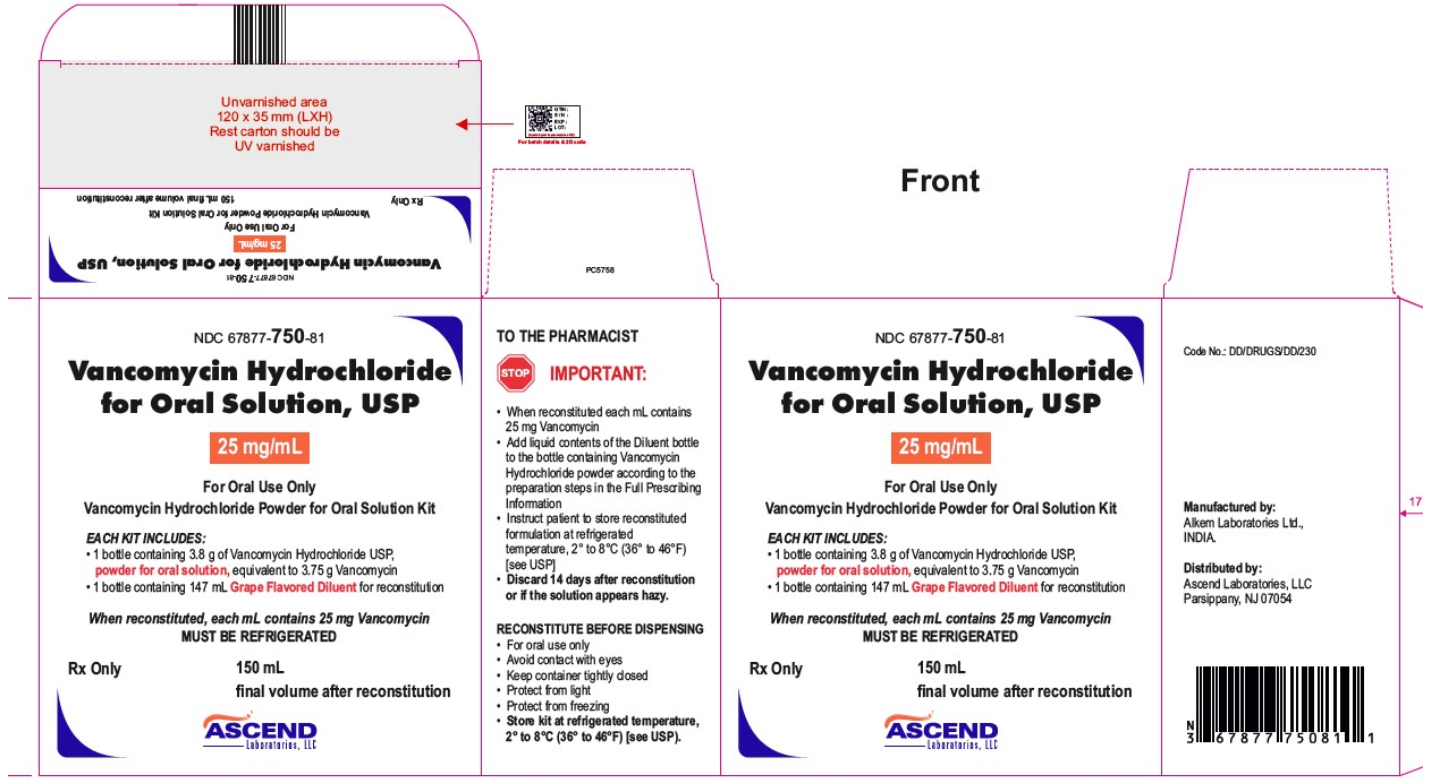 Unvarnished area
120 x 35 mm (LXH)
Rest carton should be
UV varnished
GTIN:
S/N:
EXP:
LOT:
For batch details & 2D code
NDC 67877-750-81
Vancomycin Hydrochloride for Oral Solution, USP
25 mg/mL
For Oral Use Only
Vancomycin Hydrochloride Powder for Oral Solution Kit
Rx Only
150 mL final volume after reconstitution
PC5758
Front
NDC 67877-750-81
Vancomycin Hydrochloride
for Oral Solution, USP
25 mg/mL
For Oral Use Only
Vancomycin Hydrochloride Powder for Oral Solution Kit
EACH KIT INCLUDES:
• 1 bottle containing 3.8 g of Vancomycin Hydrochloride USP,
powder for oral solution, equivalent to 3.75 g Vancomycin
• 1 bottle containing 147 mL Grape Flavored Diluent for reconstitution
When reconstituted, each mL contains 25 mg Vancomycin
MUST BE REFRIGERATED
Rx Only
150 mL
final volume after reconstitution
ASCEND
Laboratories, LLC
TO THE PHARMACIST
STOP
IMPORTANT:
• When reconstituted each mL contains
25 mg Vancomycin
• Add liquid contents of the Diluent bottle
to the bottle containing Vancomycin
Hydrochloride powder according to the
preparation steps in the Full Prescribing
Information
• Instruct patient to store reconstituted
formulation at refrigerated
temperature, 2° to 8°C (36° to 46°F)
[see USP]
• Discard 14 days after reconstitution
or if the solution appears hazy.
RECONSTITUTE BEFORE DISPENSING
• For oral use only
• Avoid contact with eyes
• Keep container tightly closed
• Protect from light
• Protect from freezing
• Store kit at refrigerated temperature,
2° to 8°C (36° to 46°F) [see USP).
NDC 67877-750-81
Vancomycin Hydrochloride
for Oral Solution, USP
25 mg/mL
For Oral Use Only
Vancomycin Hydrochloride Powder for Oral Solution Kit
EACH KIT INCLUDES:
• 1 bottle containing 3.8 g of Vancomycin Hydrochloride USP,
powder for oral solution, equivalent to 3.75 g Vancomycin
• 1 bottle containing 147 mL Grape Flavored Diluent for reconstitution
When reconstituted, each mL contains 25 mg Vancomycin
MUST BE REFRIGERATED
Rx Only
150 mL
final volume after reconstitution
ASCEND
Laboratories, LLC
Code No.: DD/DRUGS/DD/230
Manufactured by:
Alkem Laboratories Ltd.,
INDIA.
Distributed by:
Ascend Laboratories, LLC
Parsippany, NJ 07054
N
3 67877 75081 1
17